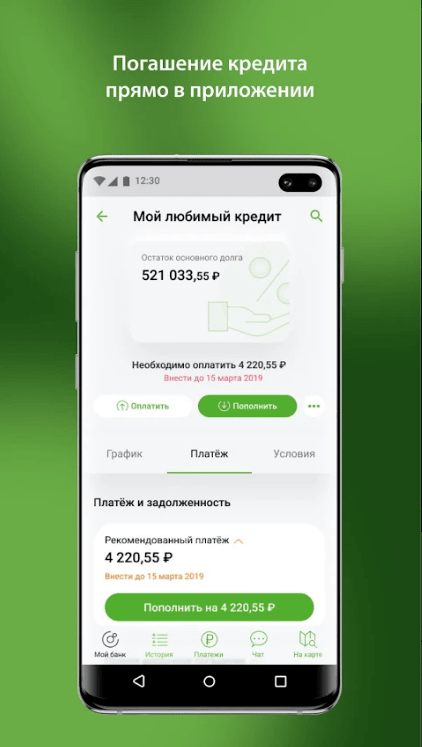 Погашение кредита
прямо в приложении
12:30
Мой любимый кредит
Остаток основного долга
521 033,55 ₽
Необходимо оплатить 4 220,55 ₽
Внести до 15 марта 2019
Оплатить
Пополнить
График
Платёж
Условия
Платёж и задолженность
Рекомендованный платёж
4 220,55 ₽
Внести до 15 марта 2019
Пополнить на 4 220,55 ₽
Мой банк
История
Платежи
Чат
На карте